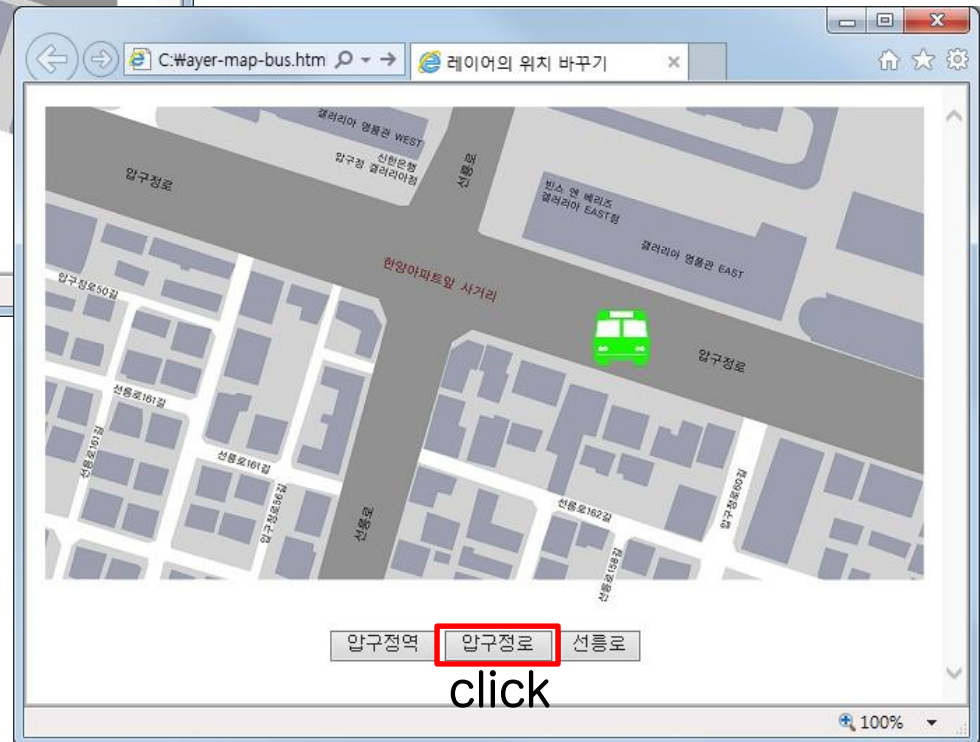 C:₩ayer-map-bus.htm
레이어의 위치 바꾸기
갤러리아 명품관 WEST
신한은행
압구정 갤러리아점
압구정로
선릉로
빈스 앤 베리즈
갤러리아 EAST점
갤러리아 명품관 EAST
한양아파트앞 사거리
압구정로50길
압구정로
선릉로161길
선릉로161길
선릉로161길
압구정로56길
선릉로
선릉로162길
압구정로60길
선릉로158길
압구정역
압구정로
선릉로
click
100%